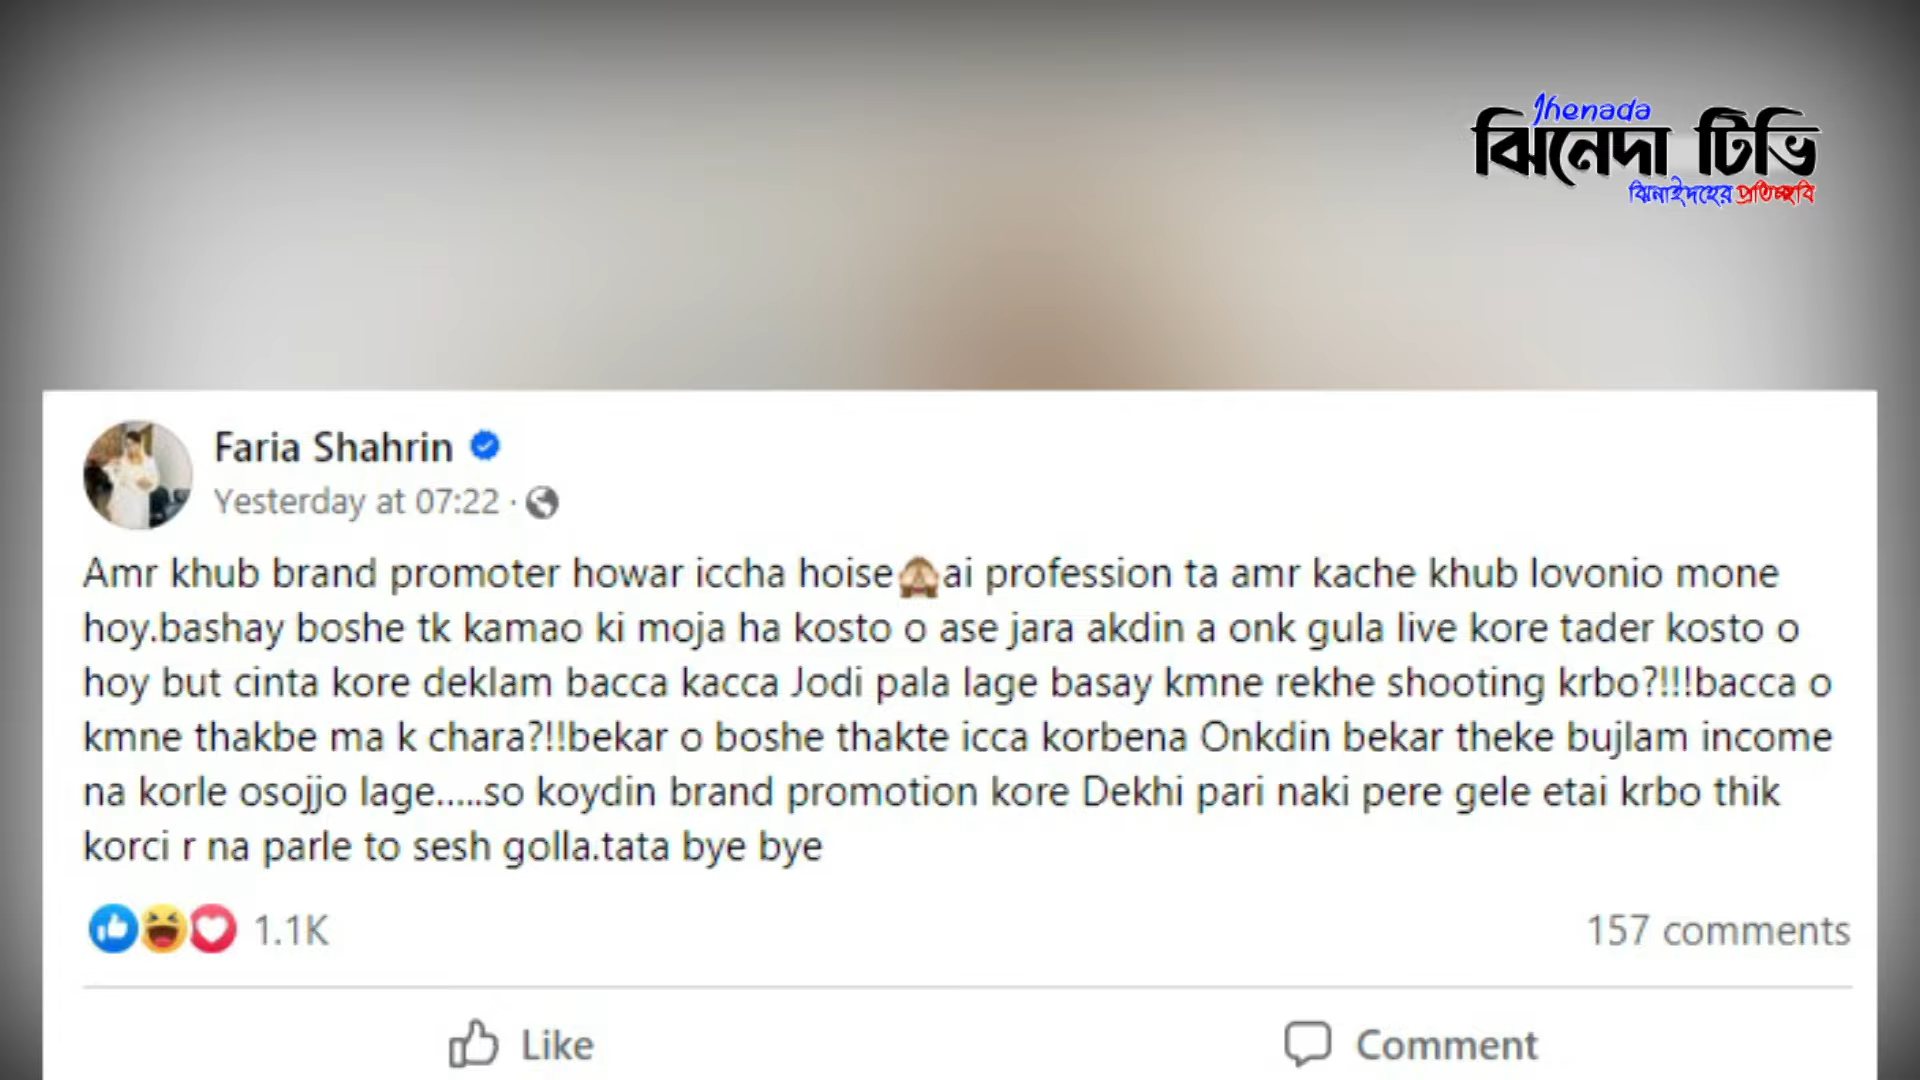 Jhenada
ঝিনেদা টিভি
ঝিনাইদহের প্রতিচ্ছবি
Faria Shahrin
Yesterday at 07:22 ·
Amr khub brand promoter howar iccha hoise🙈ai profession ta amr kache khub lovonio mone
hoy.bashay boshe tk kamao ki moja ha kosto o ase jara akdin a onk gula live kore tader kosto o
hoy but cinta kore deklam bacca kacca Jodi pala lage basay kmne rekhe shooting krbo?!!!bacca o
kmne thakbe ma k chara?!!bekar o boshe thakte icca korbena Onkdin bekar theke bujlam income
na korle osojjo lage.....so koydin brand promotion kore Dekhi pari naki pere gele etai krbo thik
korci r na parle to sesh golla.tata bye bye
1.1K
157 comments
Like
Comment